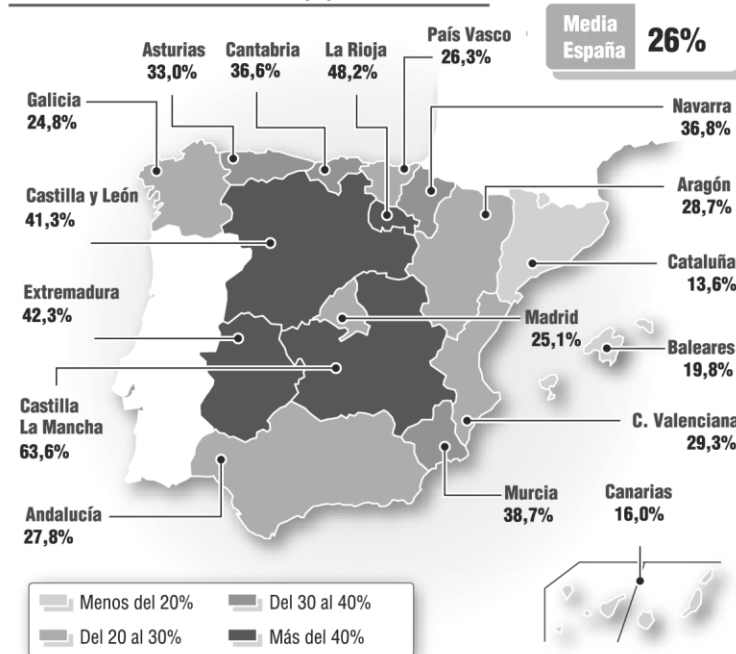 Media
España
26%
Asturias
33,0%
Cantabria
36,6%
La Rioja
48,2%
País Vasco
26,3%
Galicia
24,8%
Navarra
36,8%
Castilla y León
41,3%
Aragón
28,7%
Cataluña
13,6%
Extremadura
42,3%
Madrid
25,1%
Baleares
19,8%
Castilla
La Mancha
63,6%
C. Valenciana
29,3%
Andalucía
27,8%
Murcia
38,7%
Canarias
16,0%
Menos del 20%
Del 30 al 40%
Del 20 al 30%
Más del 40%